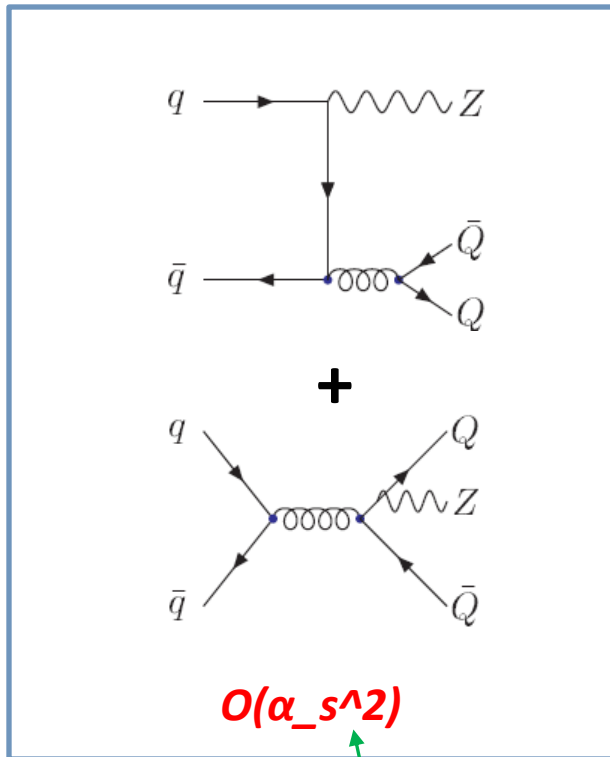 q Z
q̄ Q̄
Q
+
q Q
Z
q̄ Q̄
O(α_s^2)